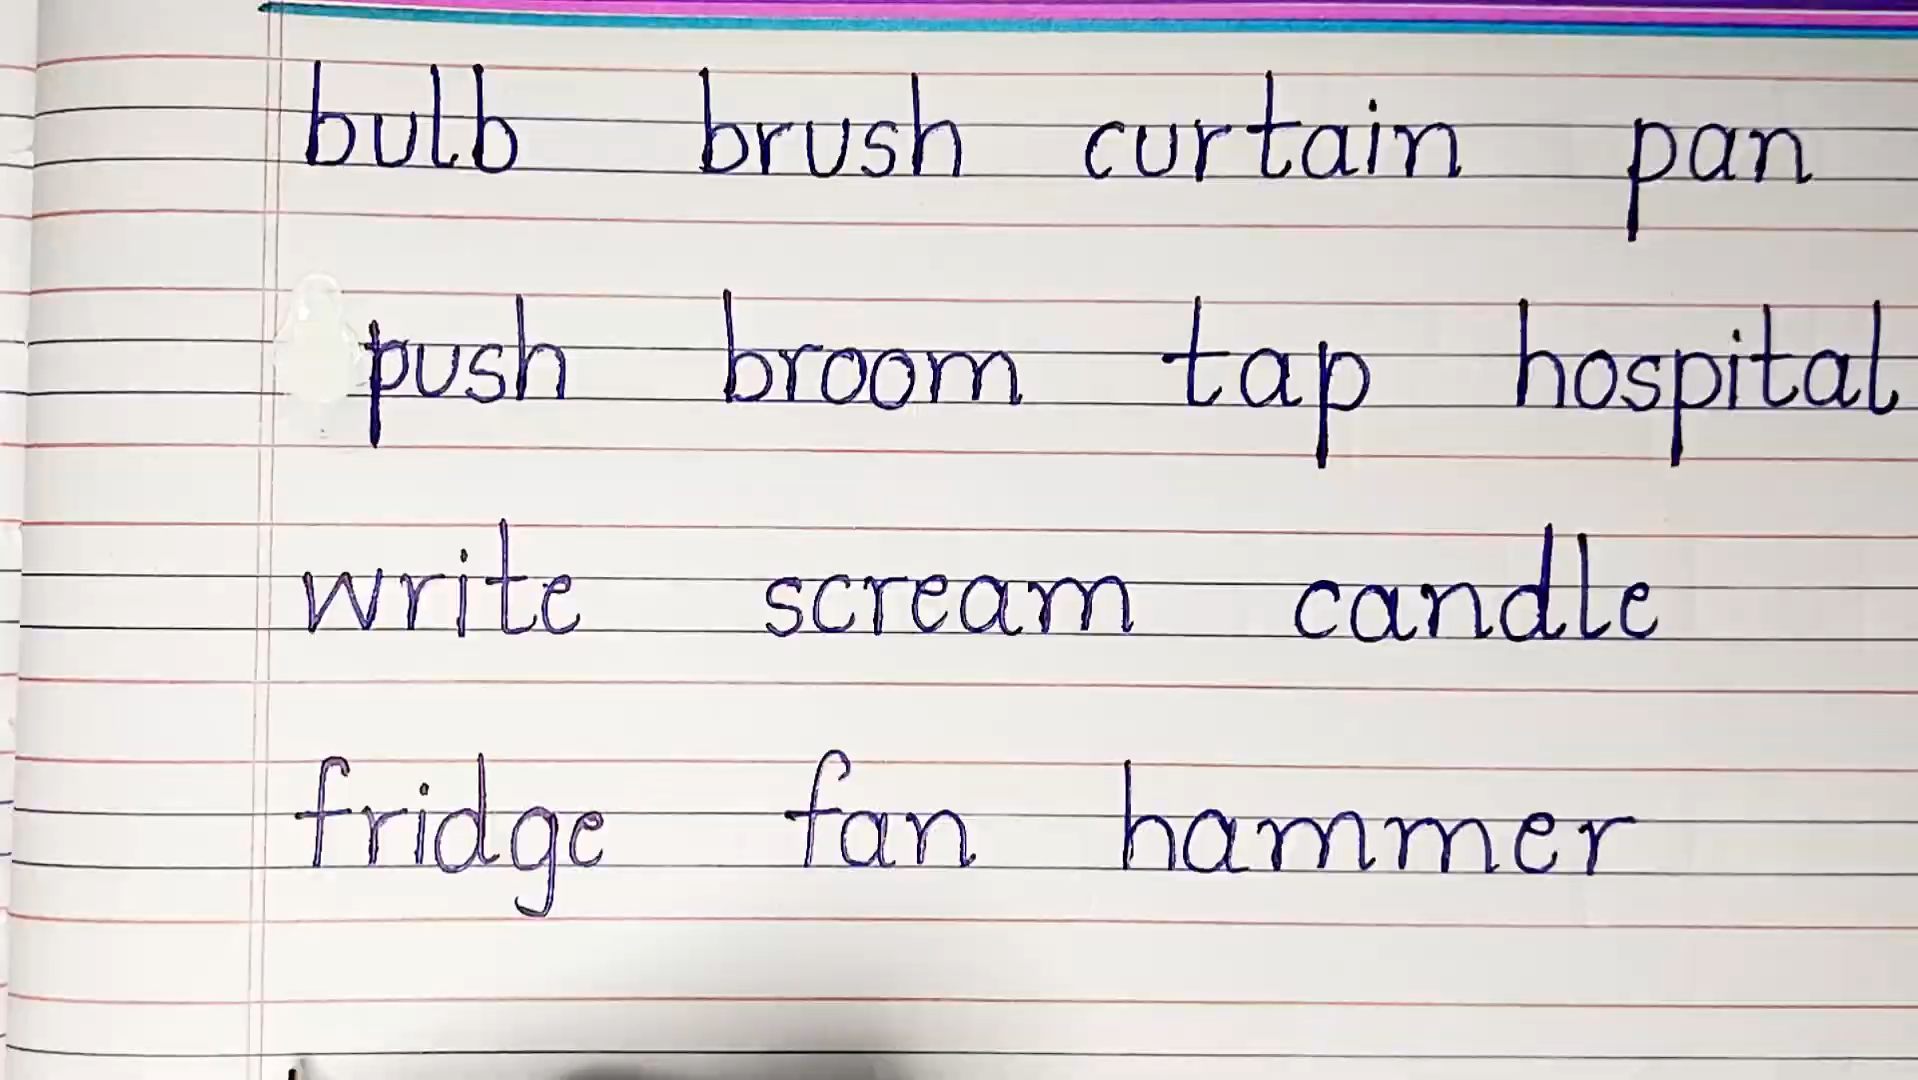 bulb brush curtain pan
push broom tap hospital
write scream candle
fridge fan hammer